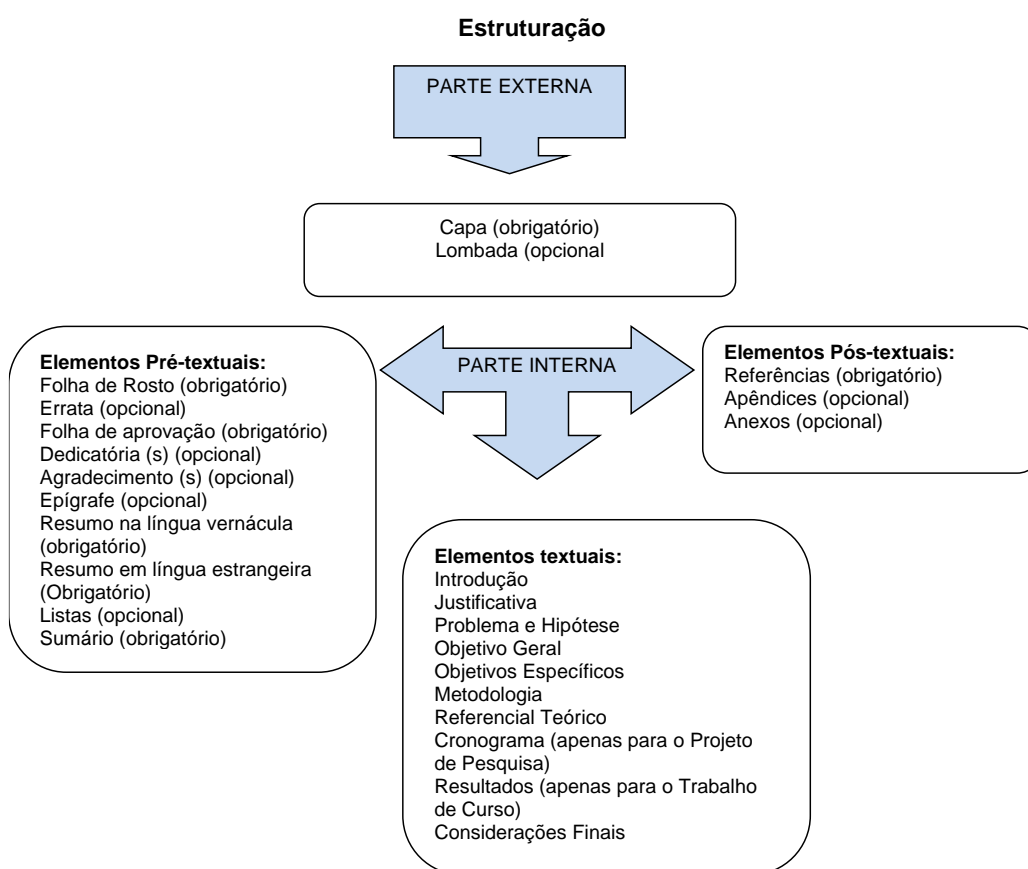 Estruturação
PARTE EXTERNA
Capa (obrigatório)
Lombada (opcional
PARTE INTERNA
Elementos Pré-textuais:
Folha de Rosto (obrigatório)
Errata (opcional)
Folha de aprovação (obrigatório)
Dedicatória (s) (opcional)
Agradecimento (s) (opcional)
Epígrafe (opcional)
Resumo na língua vernácula
(obrigatório)
Resumo em língua estrangeira
(Obrigatório)
Listas (opcional)
Sumário (obrigatório)
Elementos Pós-textuais:
Referências (obrigatório)
Apêndices (opcional)
Anexos (opcional)
Elementos textuais:
Introdução
Justificativa
Problema e Hipótese
Objetivo Geral
Objetivos Específicos
Metodologia
Referencial Teórico
Cronograma (apenas para o Projeto
de Pesquisa)
Resultados (apenas para o Trabalho
de Curso)
Considerações Finais